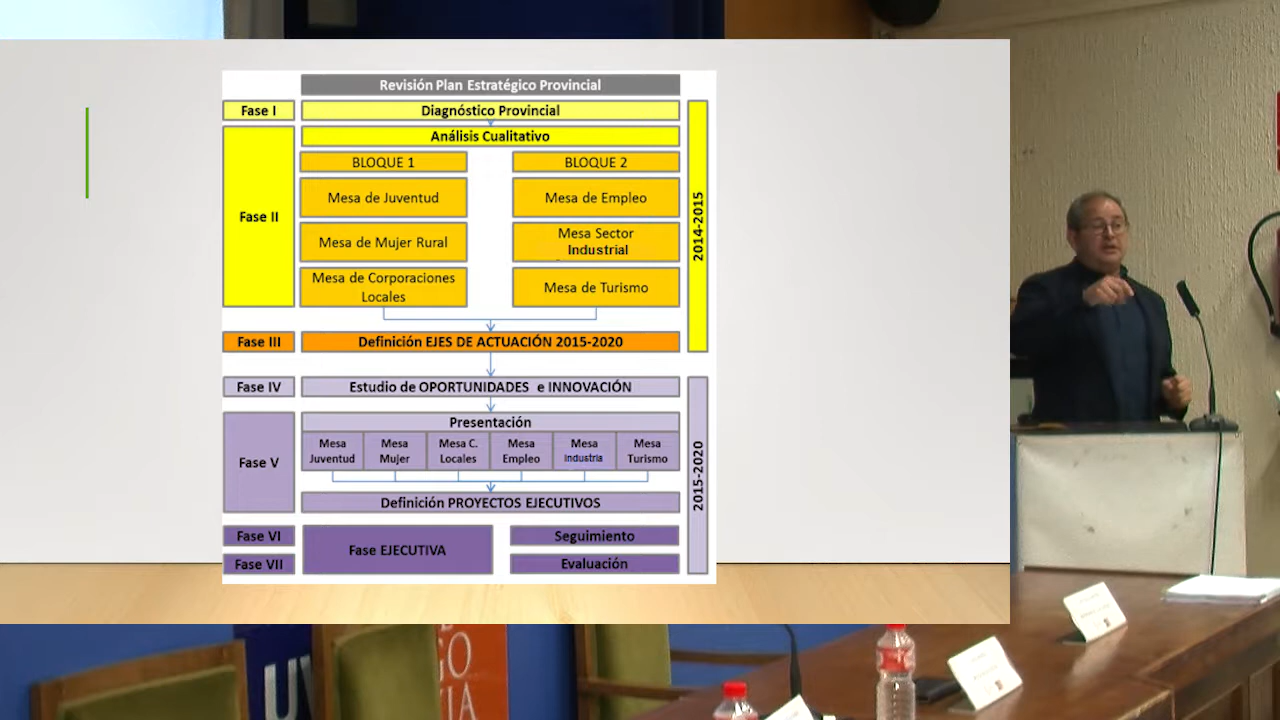 Revisión Plan Estratégico Provincial
Fase I
Diagnóstico Provincial
Análisis Cualitativo
Fase II
BLOQUE 1
BLOQUE 2
Mesa de Juventud
Mesa de Empleo
Mesa de Mujer Rural
Mesa Sector
Industrial
Mesa de Corporaciones
Locales
Mesa de Turismo
2014-2015
Fase III
Definición EJES DE ACTUACIÓN 2015-2020
Fase IV
Estudio de OPORTUNIDADES e INNOVACIÓN
Fase V
Presentación
Mesa
Juventud
Mesa
Mujer
Mesa C.
Locales
Mesa
Empleo
Mesa
industria
Mesa
Turismo
Definición PROYECTOS EJECUTIVOS
2015-2020
Fase VI
Fase EJECUTIVA
Seguimiento
Fase VII
Evaluación
GO
IA